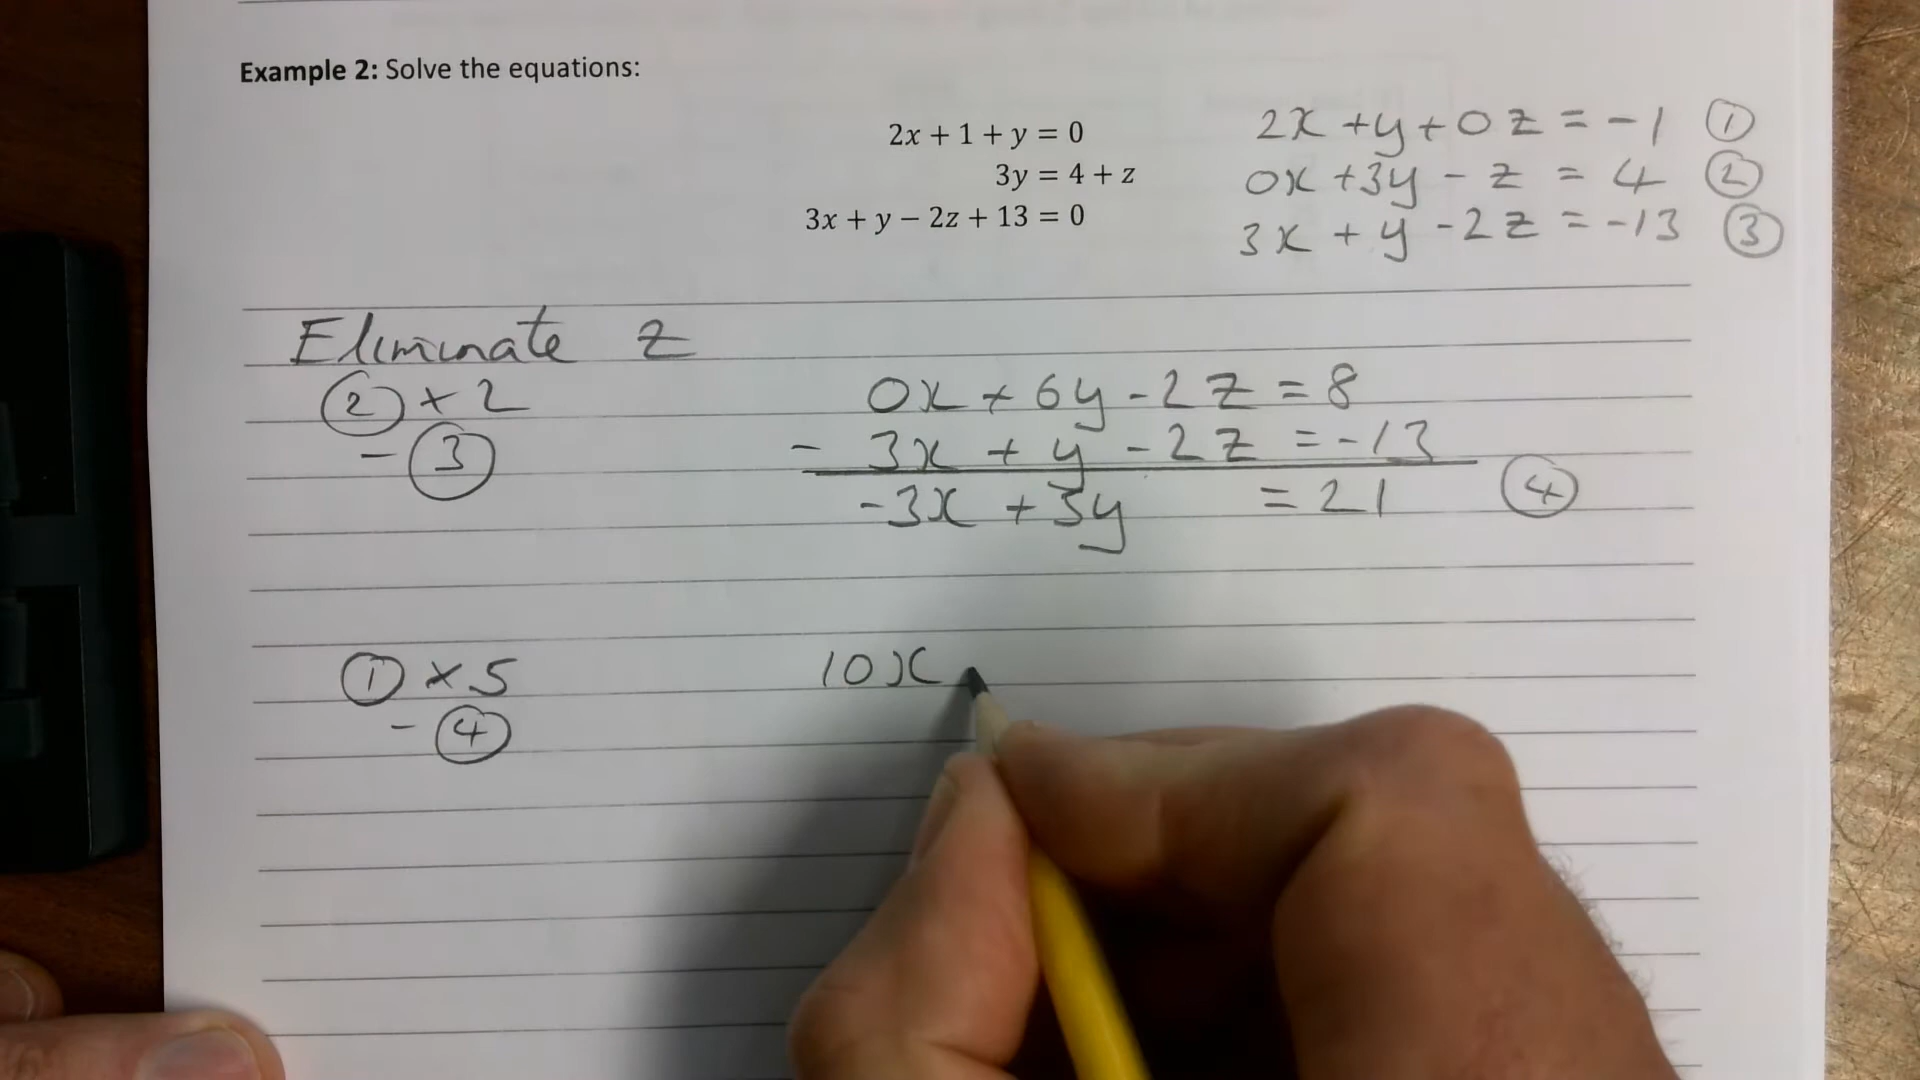 Example 2: Solve the equations:
2x + 1 + y = 0
3y = 4 + z
3x + y − 2z + 13 = 0
2x + y + 0z = -1 ①
0x + 3y - z = 4 ②
3x + y - 2z = -13 ③
Eliminate z
② × 2
- ③
0x + 6y - 2z = 8
- 3x + y - 2z = -13
-3x + 5y = 21 ④
① × 5
- ④
10x